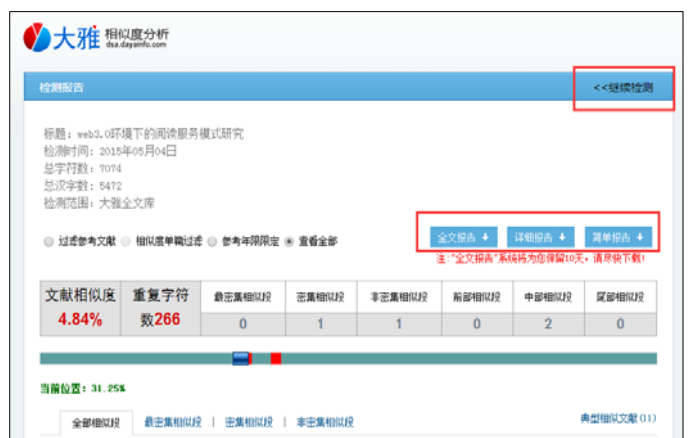 大雅 相似度分析
dsa.dayainfo.com
检测报告 <<继续检测
标题：web3.0环境下的阅读服务模式研究
检测时间：2015年05月04日
总字符数：7074
总汉字数：5472
检测范围：大雅全文库
过滤参考文献 相似度单篇过滤 参考年限限定 查看全部 全文报告 详细报告 简单报告
注："全文报告"系统将为您保留10天，请尽快下载！
文献相似度 重复字符 最密集相似段 密集相似段 非密集相似段 前部相似段 中部相似段 尾部相似段
4.84% 数266 0 1 1 0 2 0
当前位置：31.25%
全部相似段 最密集相似段 | 密集相似段 | 非密集相似段 典型相似文献(11)